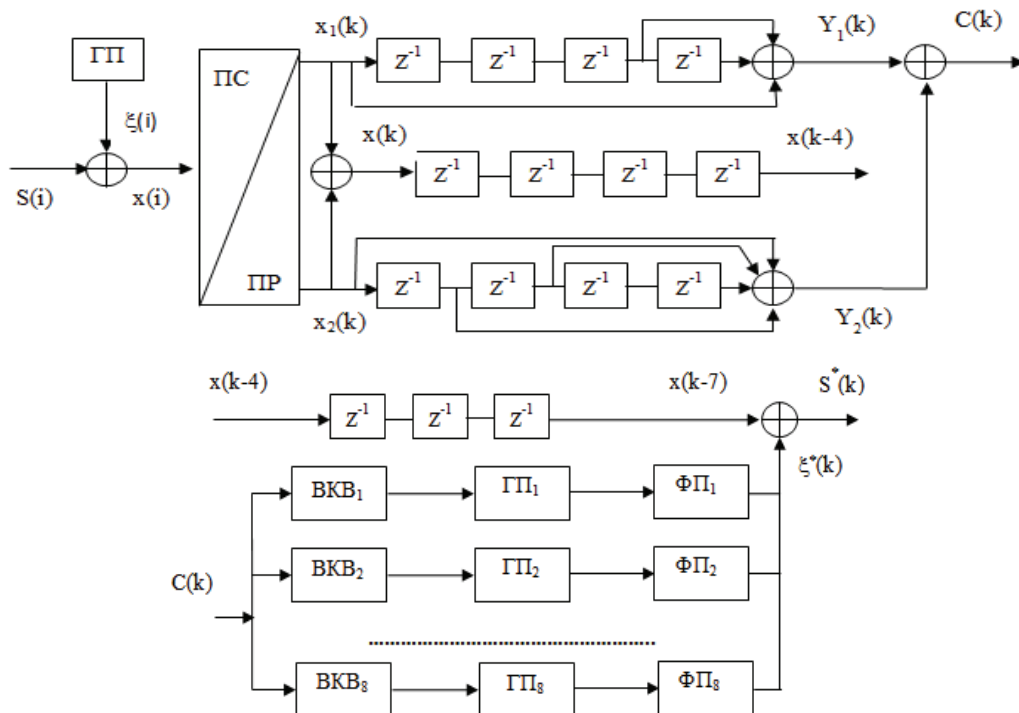 x₁(k) Y₁(k) C(k)
ГП
z⁻¹ z⁻¹ z⁻¹ z⁻¹
ПС
ξ(i)
x(k) x(k-4)
S(i) x(i)
z⁻¹ z⁻¹ z⁻¹ z⁻¹
ПР
z⁻¹ z⁻¹ z⁻¹ z⁻¹
x₂(k) Y₂(k)
x(k-4) x(k-7) S*(k)
z⁻¹ z⁻¹ z⁻¹
ξ*(k)
ВКВ₁ ГП₁ ФП₁
ВКВ₂ ГП₂ ФП₂
C(k)
........................................................
ВКВ₈ ГП₈ ФП₈